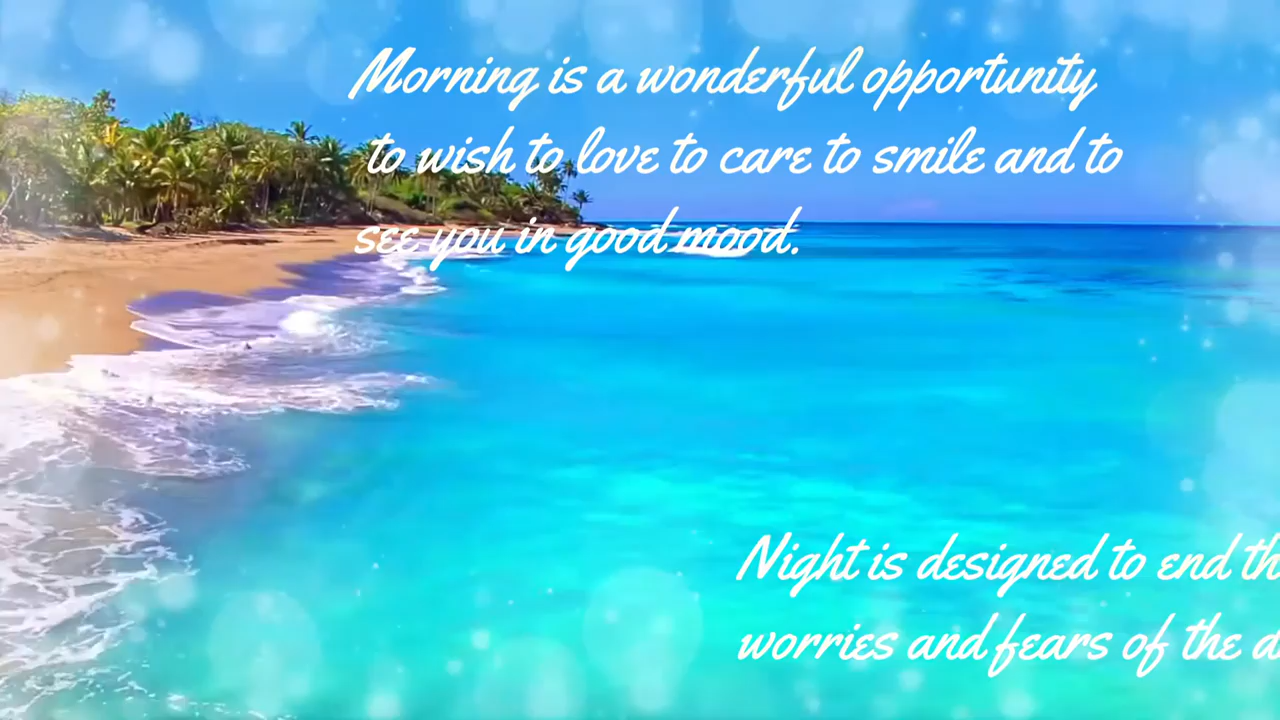 Morning is a wonderful opportunity
to wish to love to care to smile and to
see you in good mood.
Night is designed to end
worries and fears of the